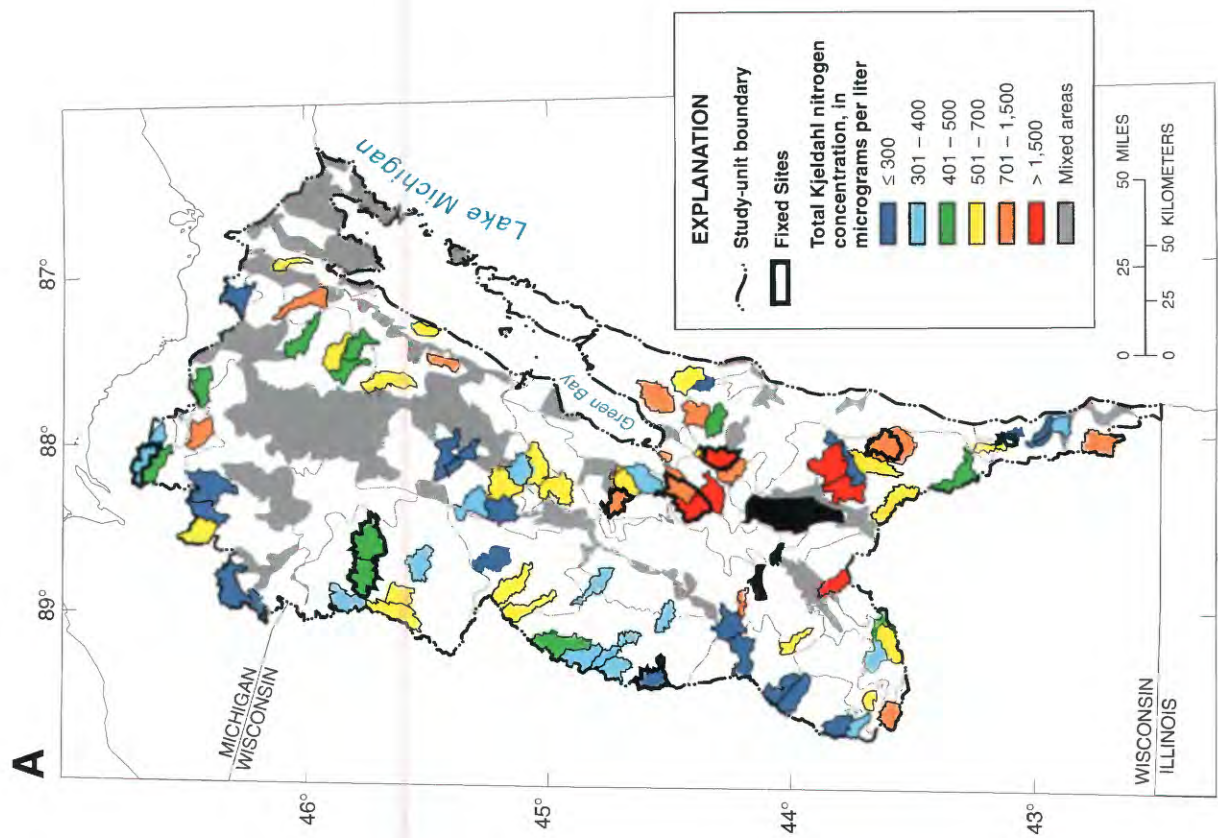 A
87°
88°
89°
46°
45°
44°
43°
MICHIGAN
WISCONSIN
Lake Michigan
Green Bay
WISCONSIN
ILLINOIS
EXPLANATION
Study-unit boundary
Fixed Sites
Total Kjeldahl nitrogen
concentration, in
micrograms per liter
≤ 300
301 – 400
401 – 500
501 – 700
701 – 1,500
> 1,500
Mixed areas
0 25 50 MILES
0 25 50 KILOMETERS